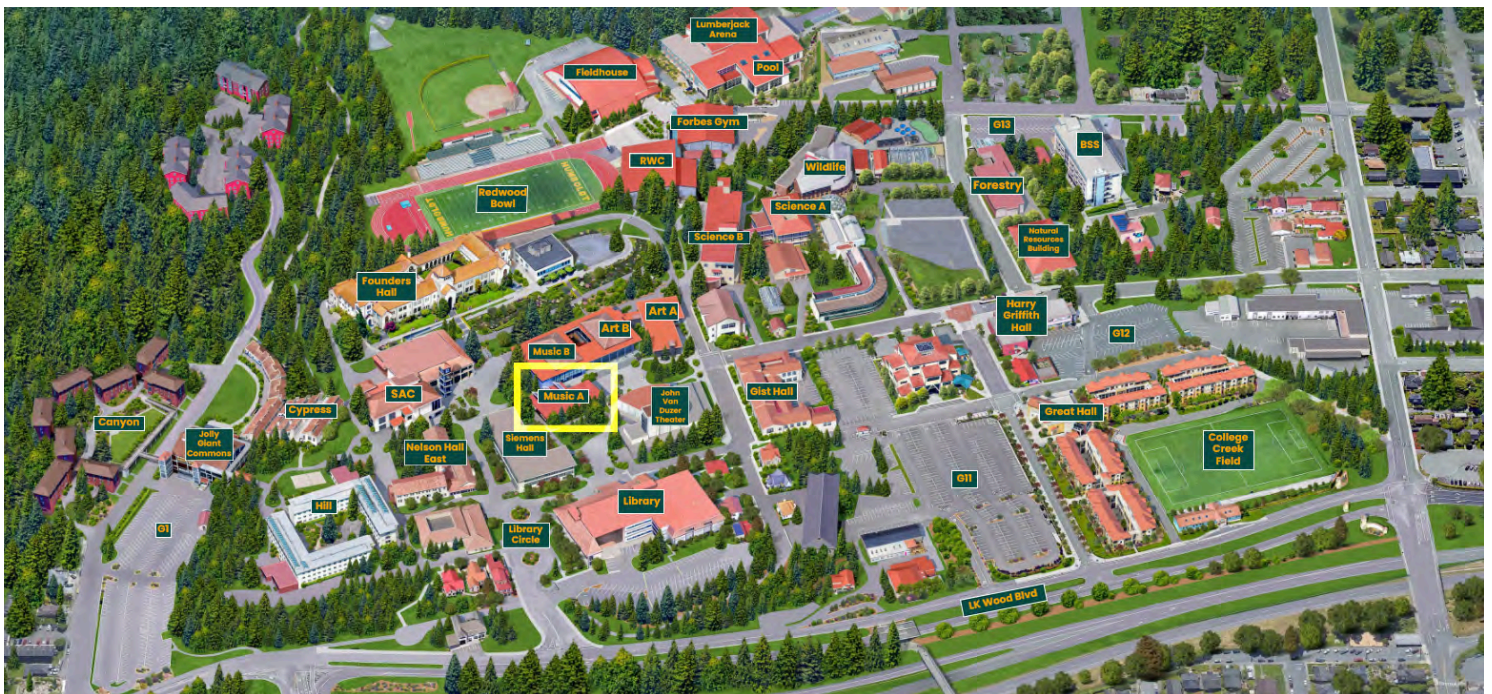 Lumberjack
Arena
Pool
Fieldhouse
Forbes Gym
G13
BSS
RWC
Wildlife
Redwood
Bowl
HUMBOLDT
LUMBERJACKS
Forestry
Science A
Science B
Natural
Resources
Building
Founders
Hall
Art A
Art B
Harry
Griffith
Hall
G12
Music B
Music A
SAC
John
Van
Duzer
Theater
Gist Hall
Cypress
Canyon
Great Hall
Jolly
Giant
Commons
Nelson Hall
East
Siemens
Hall
College
Creek
Field
G11
Library
Hill
G1
Library
Circle
LK Wood Blvd